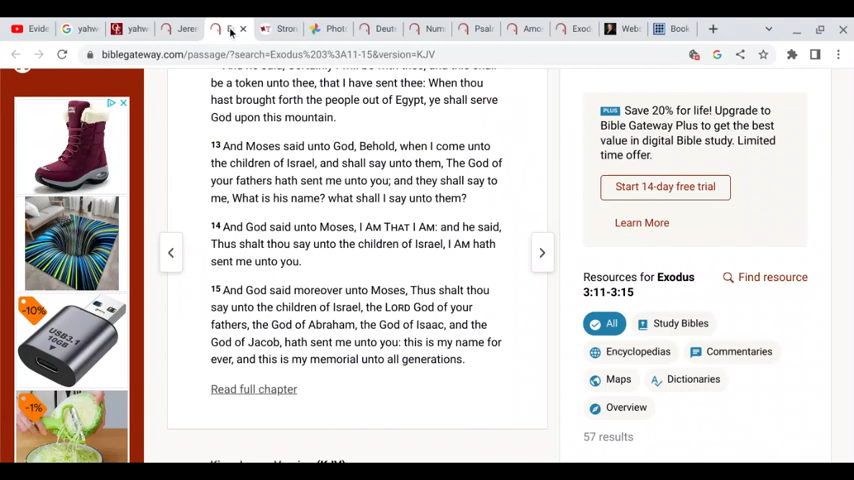 Evide
yahw
yahw
Jerer
Stron
Phot
Deut
Num
Psal
Amo
Exod
Webs
Book
biblegateway.com/passage/?search=Exodus%203%3A11-15&version=KJV
be a token unto thee, that I have sent thee: When thou
hast brought forth the people out of Egypt, ye shall serve
God upon this mountain.
13 And Moses said unto God, Behold, when I come unto
the children of Israel, and shall say unto them, The God of
your fathers hath sent me unto you; and they shall say to
me, What is his name? what shall I say unto them?
14 And God said unto Moses, I Am That I Am: and he said,
Thus shalt thou say unto the children of Israel, I Am hath
sent me unto you.
15 And God said moreover unto Moses, Thus shalt thou
say unto the children of Israel, the Lord God of your
fathers, the God of Abraham, the God of Isaac, and the
God of Jacob, hath sent me unto you: this is my name for
ever, and this is my memorial unto all generations.
Read full chapter
-10%
USB3.1
10GB
-1%
PLUS Save 20% for life! Upgrade to
Bible Gateway Plus to get the best
value in digital Bible study. Limited
time offer.
Start 14-day free trial
Learn More
Resources for Exodus
3:11-3:15
Find resource
All
Study Bibles
Encyclopedias
Commentaries
Maps
Dictionaries
Overview
57 results